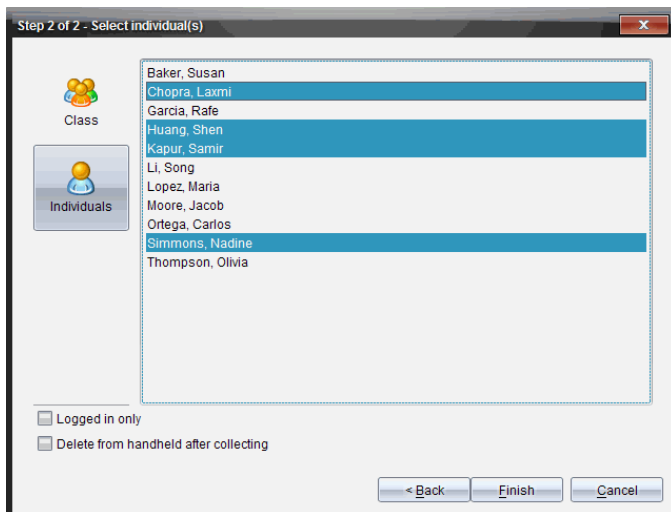 Step 2 of 2 - Select individual(s)
Class
Individuals
Baker, Susan
Chopra, Laxmi
Garcia, Rafe
Huang, Shen
Kapur, Samir
Li, Song
Lopez, Maria
Moore, Jacob
Ortega, Carlos
Simmons, Nadine
Thompson, Olivia
Logged in only
Delete from handheld after collecting
< Back Finish Cancel